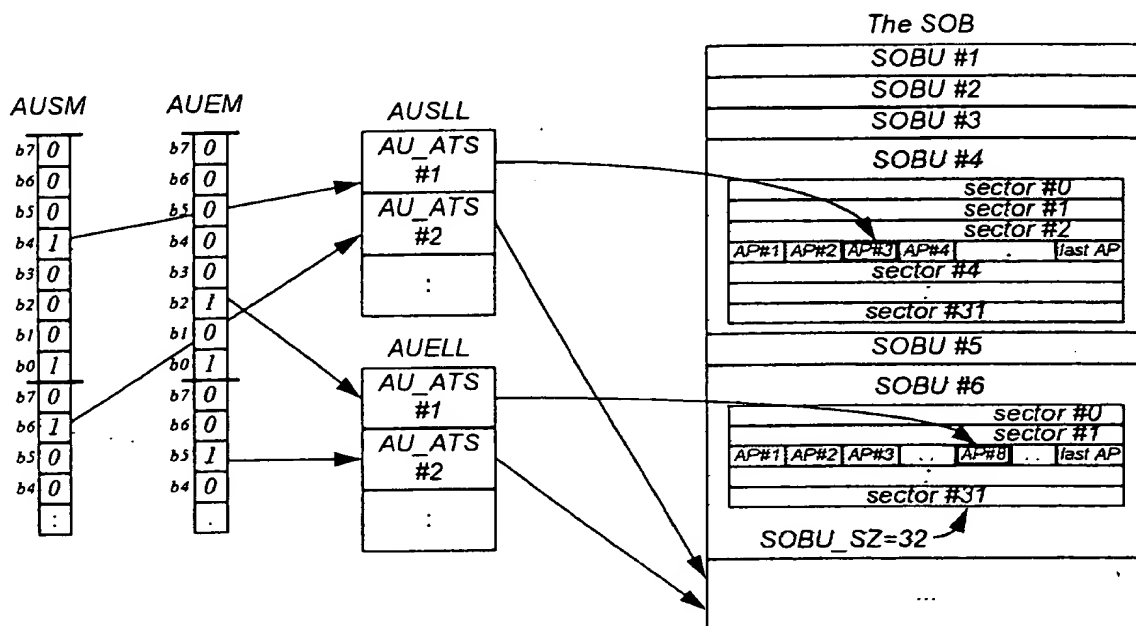 AUSM
b7 0
b6 0
b5 0
b4 1
b3 0
b2 0
b1 0
b0 1
b7 0
b6 1
b5 0
b4 0
:
AUEM
b7 0
b6 0
b5 0
b4 0
b3 0
b2 1
b1 0
b0 1
b7 0
b6 0
b5 1
b4 0
.
AUSLL
AU_ATS
#1
AU_ATS
#2
:
AUELL
AU_ATS
#1
AU_ATS
#2
:
The SOB
SOBU #1
SOBU #2
SOBU #3
SOBU #4
sector #0
sector #1
sector #2
AP#1 AP#2 AP#3 AP#4 . last AP
sector #4
:
sector #31
SOBU #5
SOBU #6
sector #0
sector #1
AP#1 AP#2 AP#3 .. AP#8 .. last AP
:
sector #31
SOBU_SZ=32
...